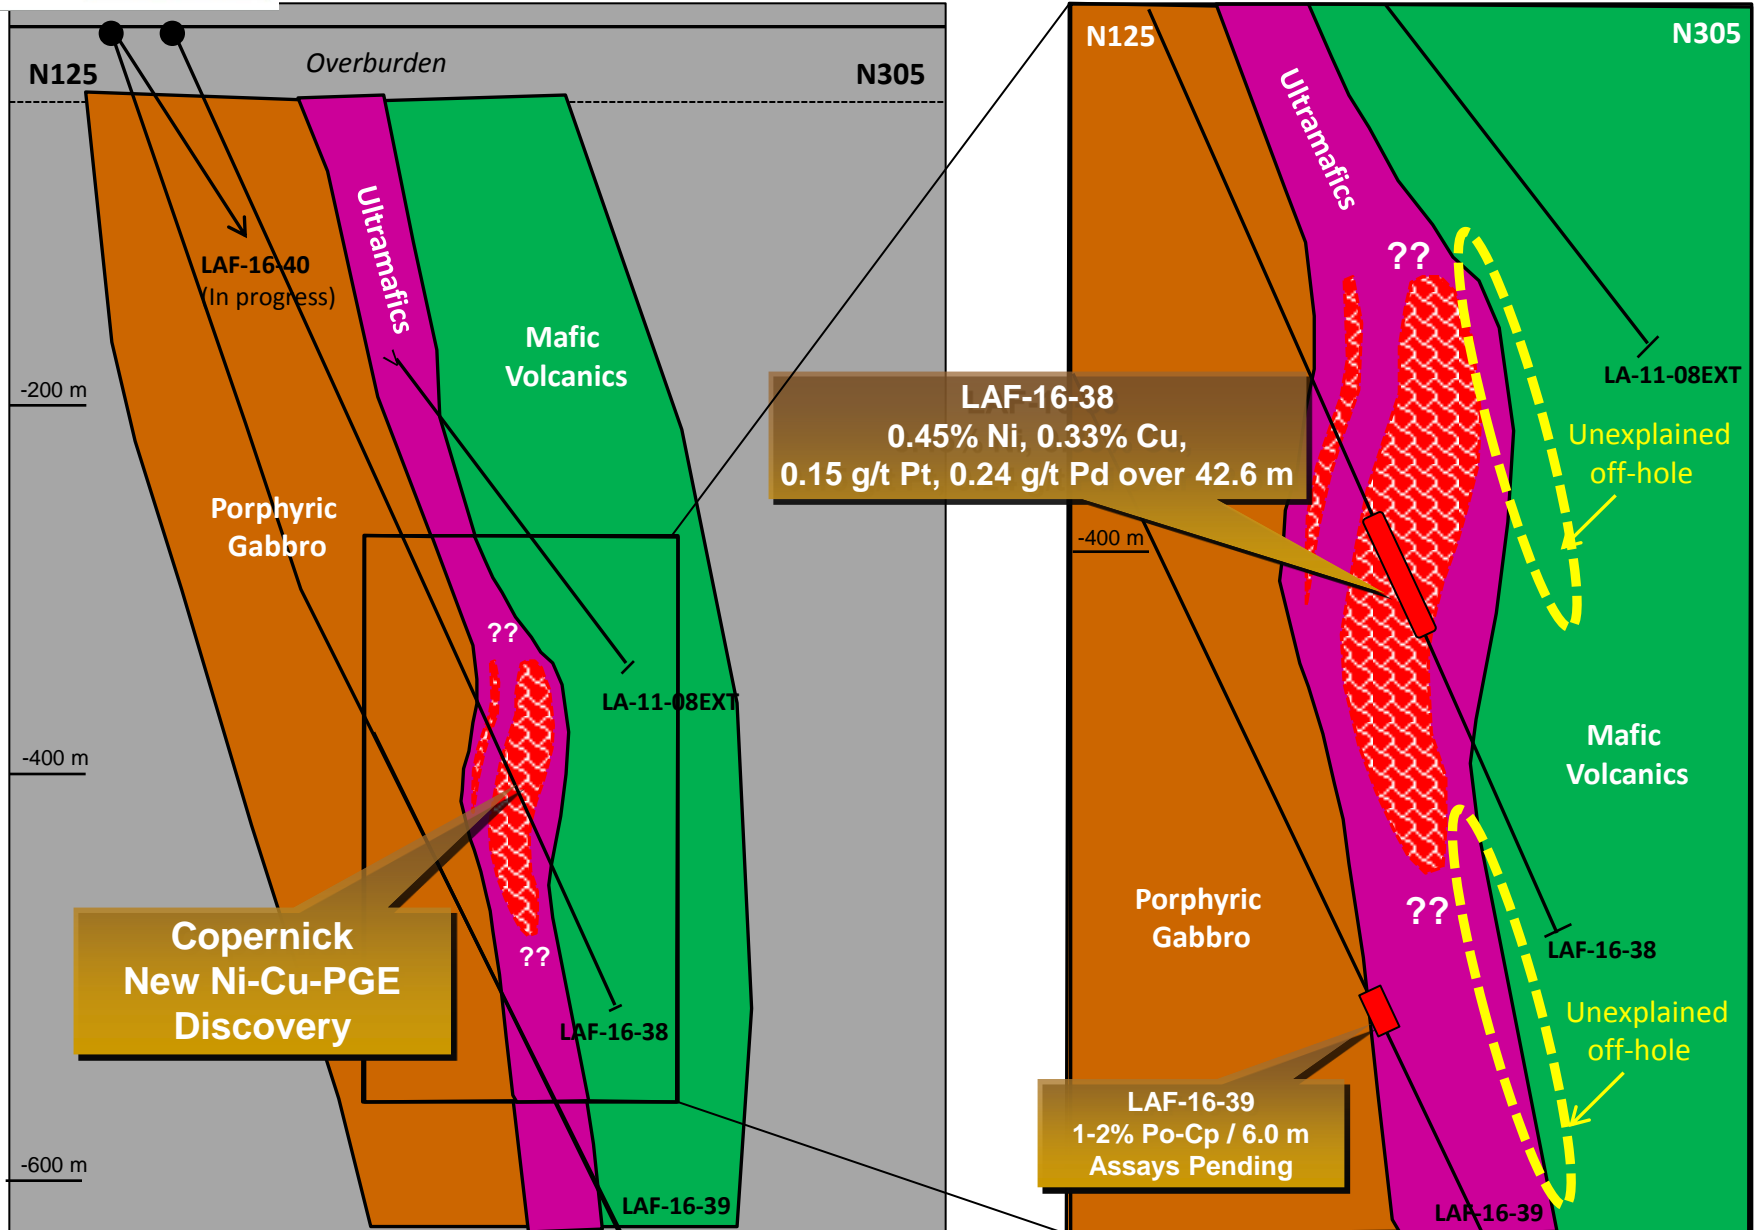 N125
Overburden
N305
LAF-16-40
(In progress)
Ultramafics
Mafic
Volcanics
-200 m
Porphyric
Gabbro
??
LA-11-08EXT
-400 m
Copernick
New Ni-Cu-PGE
Discovery
??
LAF-16-38
-600 m
LAF-16-39
N125
N305
Ultramafics
??
LA-11-08EXT
LAF-16-38
0.45% Ni, 0.33% Cu,
0.15 g/t Pt, 0.24 g/t Pd over 42.6 m
Unexplained
off-hole
-400 m
Mafic
Volcanics
Porphyric
Gabbro
??
LAF-16-38
Unexplained
off-hole
LAF-16-39
1-2% Po-Cp / 6.0 m
Assays Pending
LAF-16-39